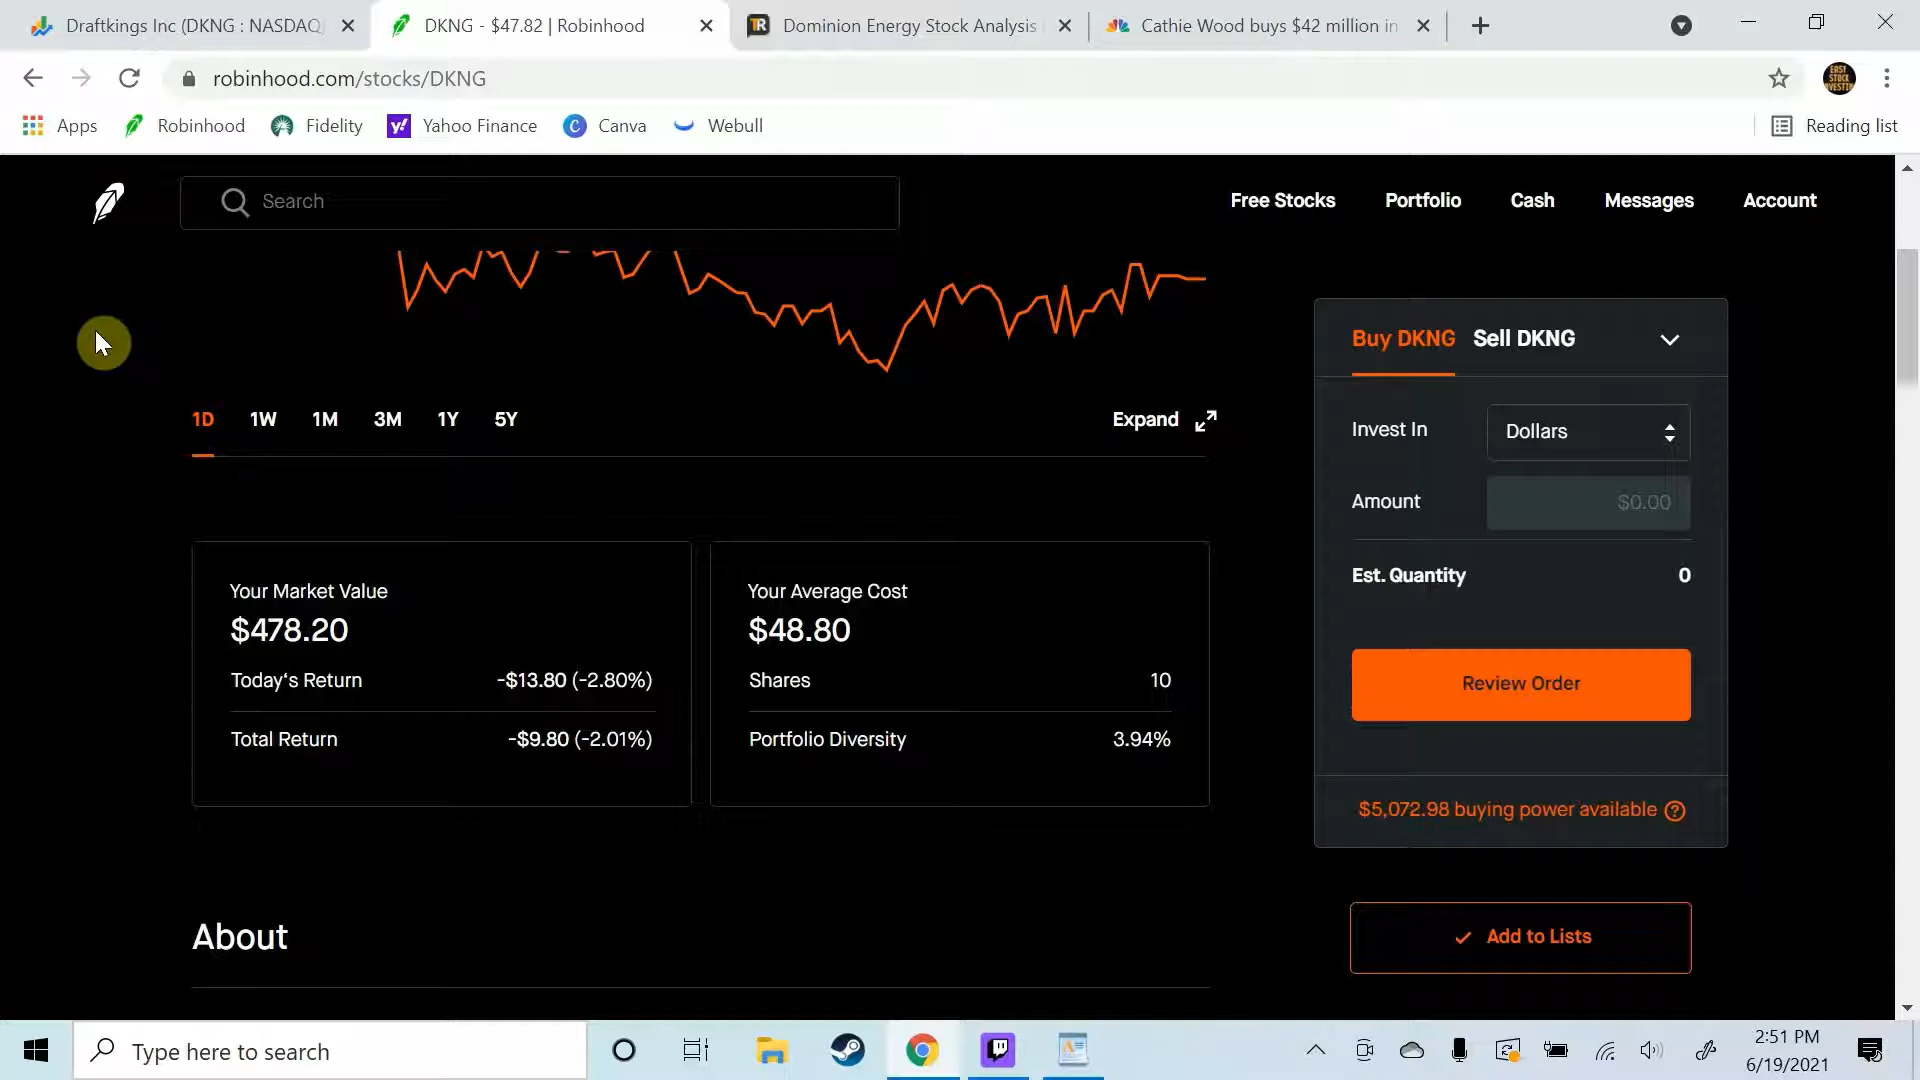 Draftkings Inc (DKNG : NASDAQ
DKNG - $47.82 | Robinhood
Dominion Energy Stock Analysis
Cathie Wood buys $42 million in
robinhood.com/stocks/DKNG
EASY STOCK INVESTIN
Apps
Robinhood
Fidelity
Yahoo Finance
Canva
Webull
Reading list
Search
Free Stocks
Portfolio
Cash
Messages
Account
1D
1W
1M
3M
1Y
5Y
Expand
Buy DKNG
Sell DKNG
Invest In
Dollars
Amount
$0.00
Est. Quantity
0
Review Order
$5,072.98 buying power available
Add to Lists
Your Market Value
$478.20
Today's Return
-$13.80 (-2.80%)
Total Return
-$9.80 (-2.01%)
Your Average Cost
$48.80
Shares
10
Portfolio Diversity
3.94%
About
Type here to search
2:51 PM
6/19/2021